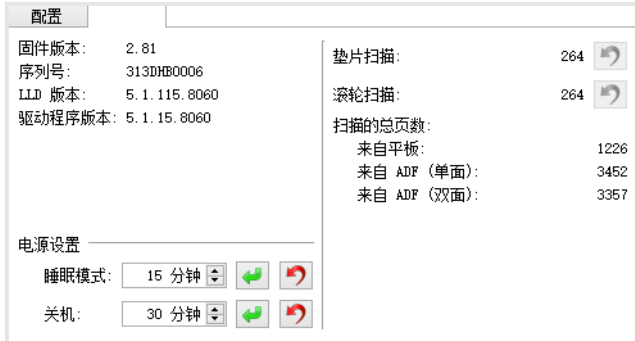 配置
固件版本: 2.81
序列号: 313DHB0006
LLD 版本: 5.1.115.8060
驱动程序版本: 5.1.15.8060
电源设置
睡眠模式: 15 分钟
关机: 30 分钟
垫片扫描: 264
滚轮扫描: 264
扫描的总页数:
来自平板: 1226
来自 ADF (单面): 3452
来自 ADF (双面): 3357